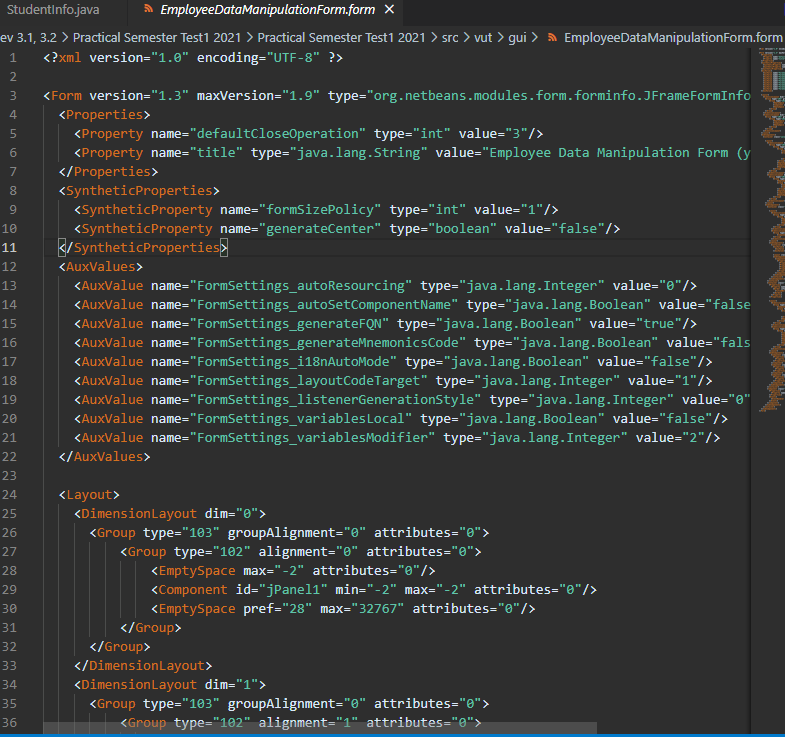 StudentInfo.java
EmployeeDataManipulationForm.form
ev 3.1, 3.2 > Practical Semester Test1 2021 > Practical Semester Test1 2021 > src > vut > gui > EmployeeDataManipulationForm.form
1 <?xml version="1.0" encoding="UTF-8" ?>
2
3 <Form version="1.3" maxVersion="1.9" type="org.netbeans.modules.form.forminfo.JFrameFormInfo
4 <Properties>
5 <Property name="defaultCloseOperation" type="int" value="3"/>
6 <Property name="title" type="java.lang.String" value="Employee Data Manipulation Form (y
7 </Properties>
8 <SyntheticProperties>
9 <SyntheticProperty name="formSizePolicy" type="int" value="1"/>
10 <SyntheticProperty name="generateCenter" type="boolean" value="false"/>
11 </SyntheticProperties>
12 <AuxValues>
13 <AuxValue name="FormSettings_autoResourcing" type="java.lang.Integer" value="0"/>
14 <AuxValue name="FormSettings_autoSetComponentName" type="java.lang.Boolean" value="false
15 <AuxValue name="FormSettings_generateFQN" type="java.lang.Boolean" value="true"/>
16 <AuxValue name="FormSettings_generateMnemonicsCode" type="java.lang.Boolean" value="fals
17 <AuxValue name="FormSettings_i18nAutoMode" type="java.lang.Boolean" value="false"/>
18 <AuxValue name="FormSettings_layoutCodeTarget" type="java.lang.Integer" value="1"/>
19 <AuxValue name="FormSettings_listenerGenerationStyle" type="java.lang.Integer" value="0"
20 <AuxValue name="FormSettings_variablesLocal" type="java.lang.Boolean" value="false"/>
21 <AuxValue name="FormSettings_variablesModifier" type="java.lang.Integer" value="2"/>
22 </AuxValues>
23
24 <Layout>
25 <DimensionLayout dim="0">
26 <Group type="103" groupAlignment="0" attributes="0">
27 <Group type="102" alignment="0" attributes="0">
28 <EmptySpace max="-2" attributes="0"/>
29 <Component id="jPanel1" min="-2" max="-2" attributes="0"/>
30 <EmptySpace pref="28" max="32767" attributes="0"/>
31 </Group>
32 </Group>
33 </DimensionLayout>
34 <DimensionLayout dim="1">
35 <Group type="103" groupAlignment="0" attributes="0">
36 <Group type="102" alignment="1" attributes="0">